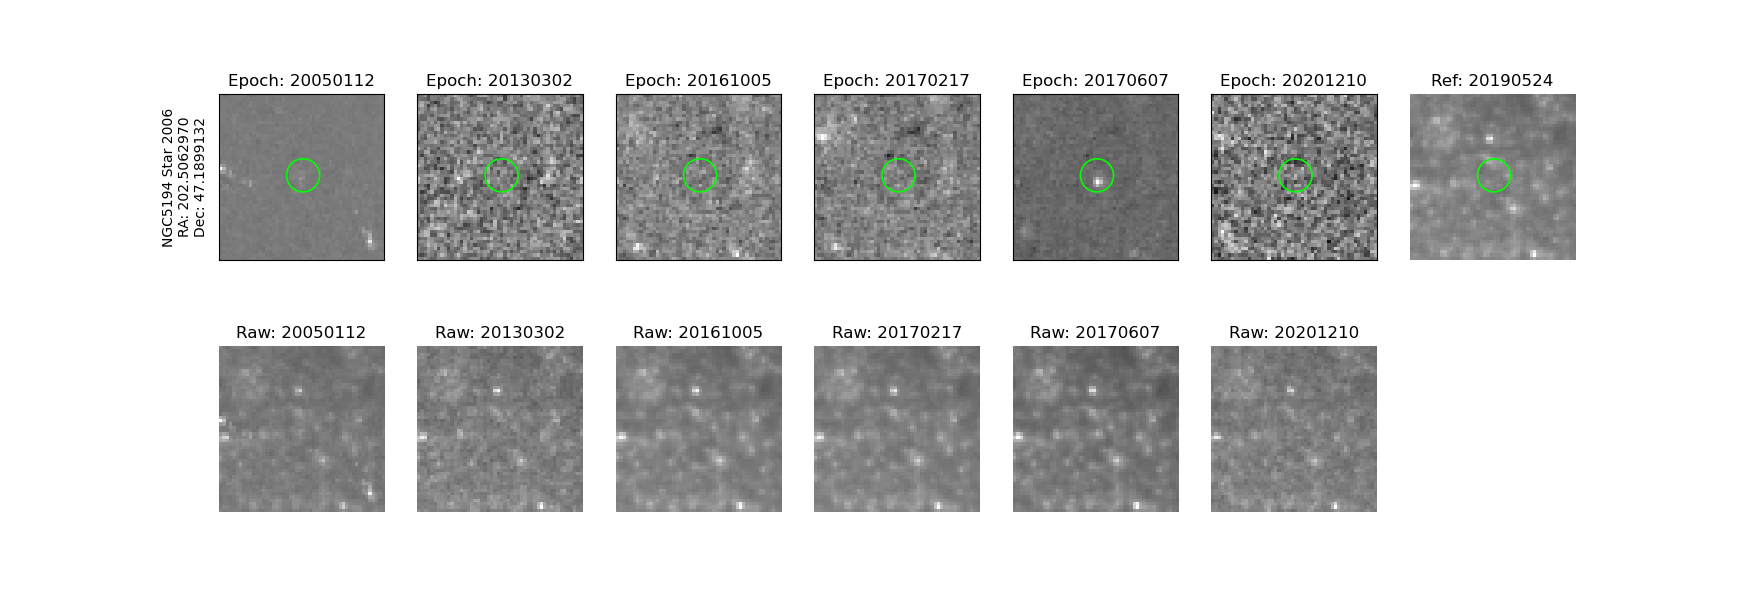 NGC5194 Star 2006
RA: 202.5062970
Dec: 47.1899132
Epoch: 20050112
Epoch: 20130302
Epoch: 20161005
Epoch: 20170217
Epoch: 20170607
Epoch: 20201210
Ref: 20190524
Raw: 20050112
Raw: 20130302
Raw: 20161005
Raw: 20170217
Raw: 20170607
Raw: 20201210